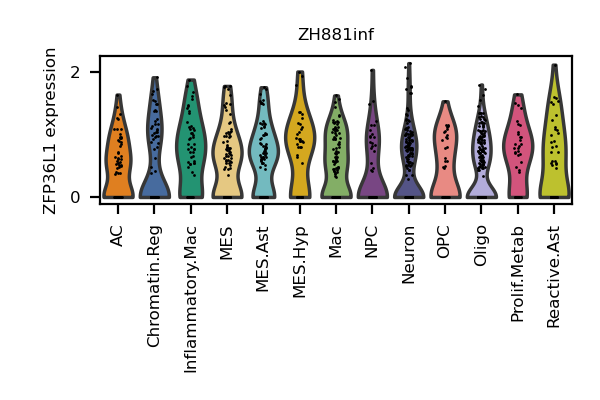 ZH881inf
ZFP36L1 expression
2
0
AC
Chromatin.Reg
Inflammatory.Mac
MES
MES.Ast
MES.Hyp
Mac
NPC
Neuron
OPC
Oligo
Prolif.Metab
Reactive.Ast